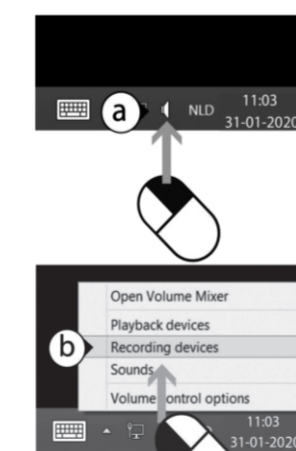 a
NLD
11:03
31-01-2020
Open Volume Mixer
Playback devices
b
Recording devices
Sounds
Volume control options
11:03
31-01-2020